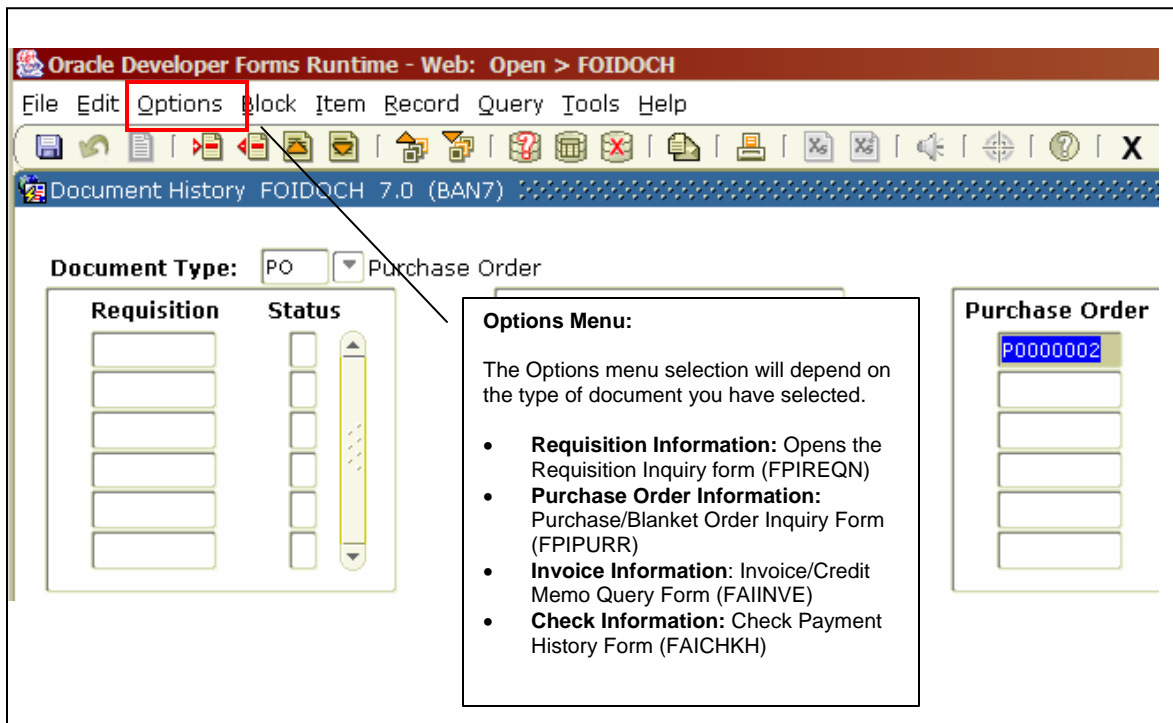 Oracle Developer Forms Runtime - Web: Open > FOIDOCH
File Edit Options Block Item Record Query Tools Help
X
Document History FOIDOCH 7.0 (BAN7)
Document Type: PO Purchase Order
Requisition Status
Purchase Order
P0000002
Options Menu:
The Options menu selection will depend on
the type of document you have selected.
• Requisition Information: Opens the
Requisition Inquiry form (FPIREQN)
• Purchase Order Information:
Purchase/Blanket Order Inquiry Form
(FPIPURR)
• Invoice Information: Invoice/Credit
Memo Query Form (FAIINVE)
• Check Information: Check Payment
History Form (FAICHKH)